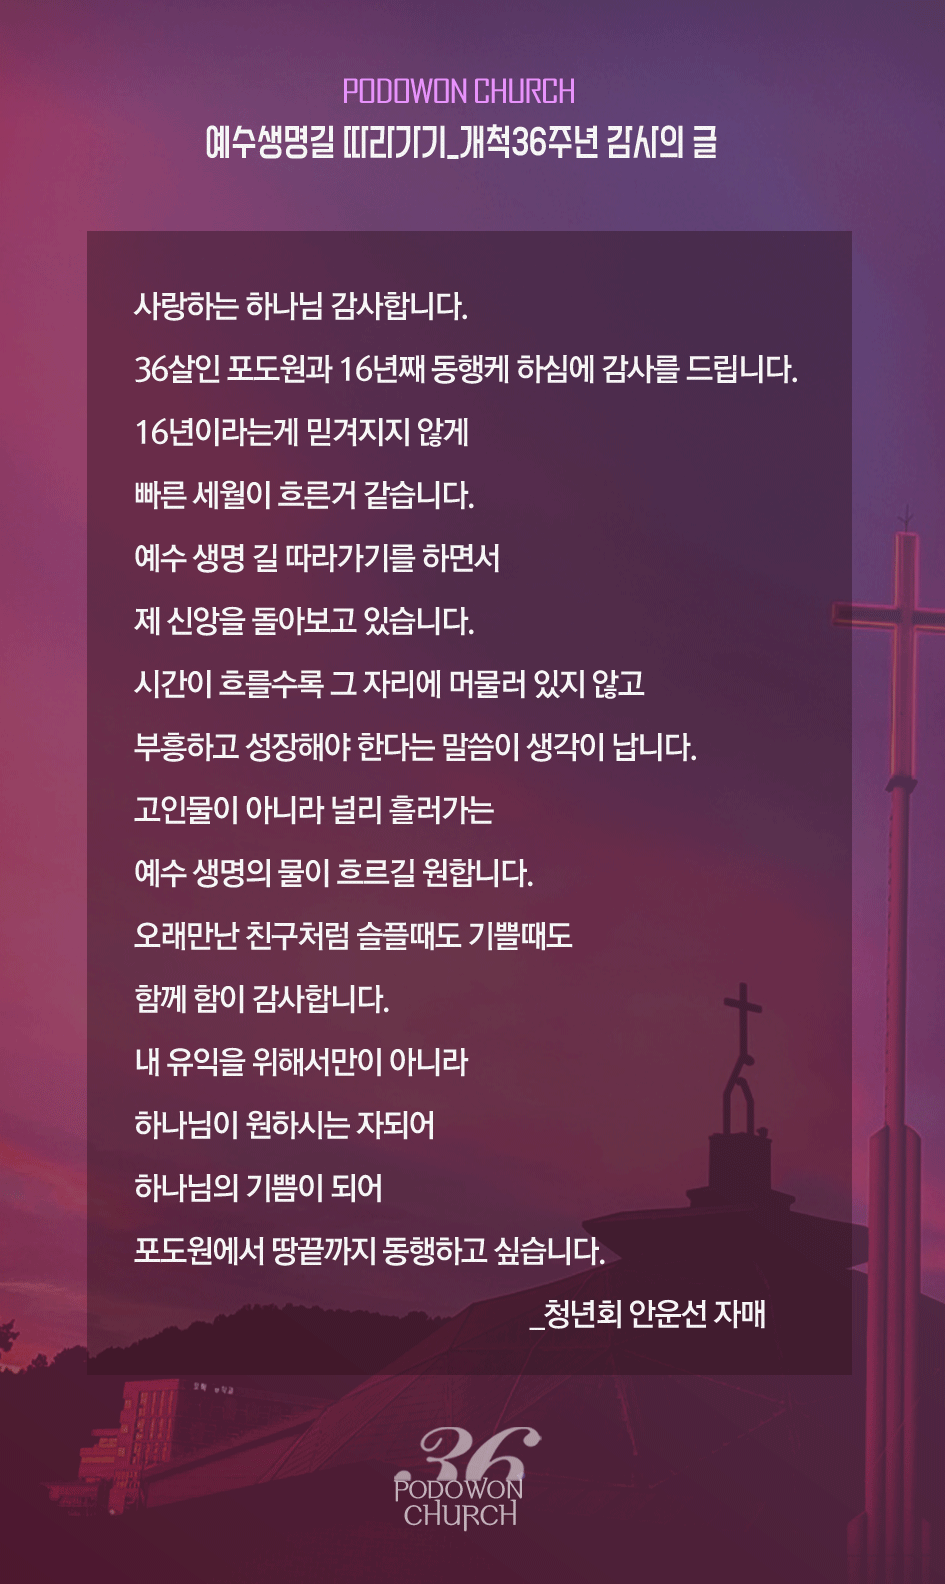 PODOWON CHURCH
예수생명길 따라가기_개척36주년 감사의 글
사랑하는 하나님 감사합니다.
36살인 포도원과 16년째 동행케 하심에 감사를 드립니다.
16년이라는게 믿겨지지 않게
빠른 세월이 흐른거 같습니다.
예수 생명 길 따라가기를 하면서
제 신앙을 돌아보고 있습니다.
시간이 흐를수록 그 자리에 머물러 있지 않고
부흥하고 성장해야 한다는 말씀이 생각이 납니다.
고인물이 아니라 널리 흘러가는
예수 생명의 물이 흐르길 원합니다.
오래만난 친구처럼 슬플때도 기쁠때도
함께 함이 감사합니다.
내 유익을 위해서만이 아니라
하나님이 원하시는 자되어
하나님의 기쁨이 되어
포도원에서 땅끝까지 동행하고 싶습니다.
_청년회 안운선 자매
36
PODOWON
CHURCH